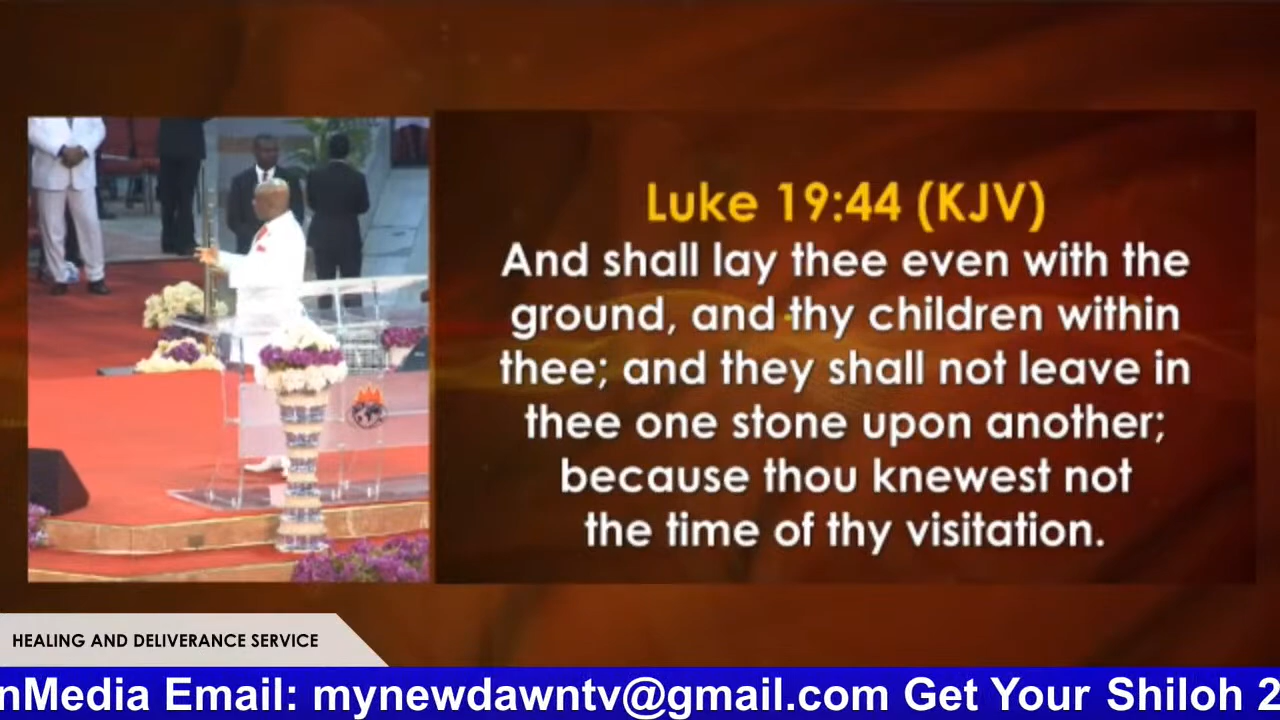 Luke 19:44 (KJV)
And shall lay thee even with the
ground, and thy children within
thee; and they shall not leave in
thee one stone upon another;
because thou knewest not
the time of thy visitation.
HEALING AND DELIVERANCE SERVICE
nMedia Email: mynewdawntv@gmail.com Get Your Shiloh 2